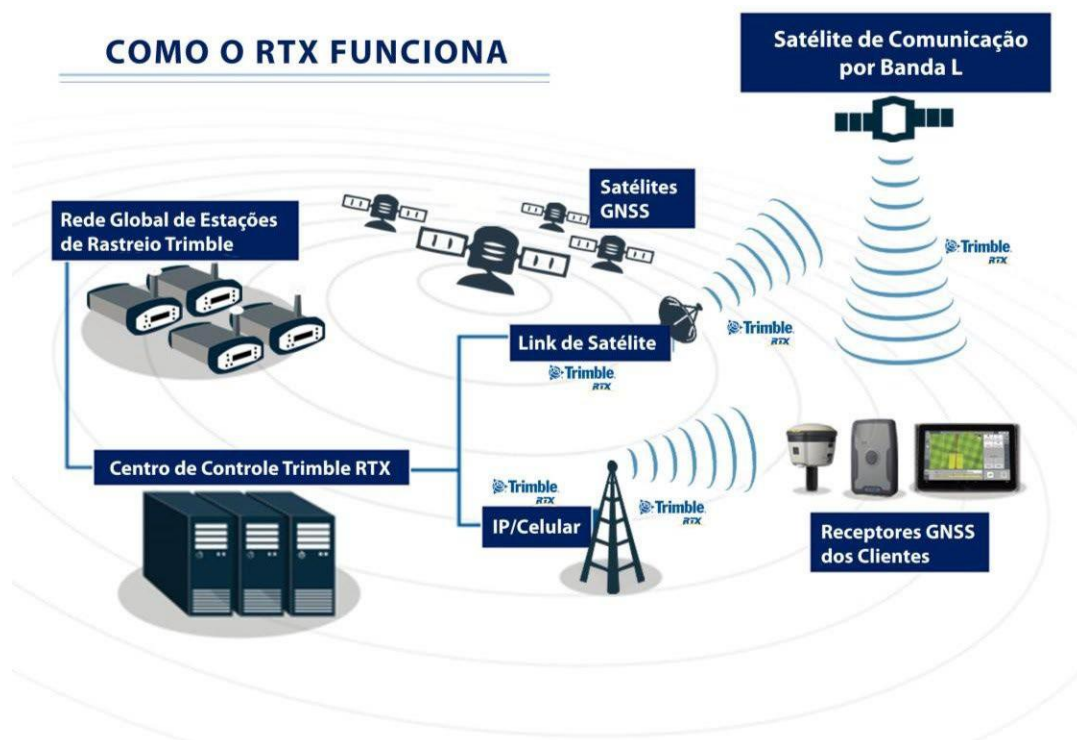 COMO O RTX FUNCIONA
Satélite de Comunicação
por Banda L
Satélites
GNSS
Rede Global de Estações
de Rastreio Trimble
Trimble
RTX
Link de Satélite
Trimble
RTX
Trimble
RTX
Centro de Controle Trimble RTX
Trimble
RTX
IP/Celular
Trimble
RTX
Receptores GNSS
dos Clientes